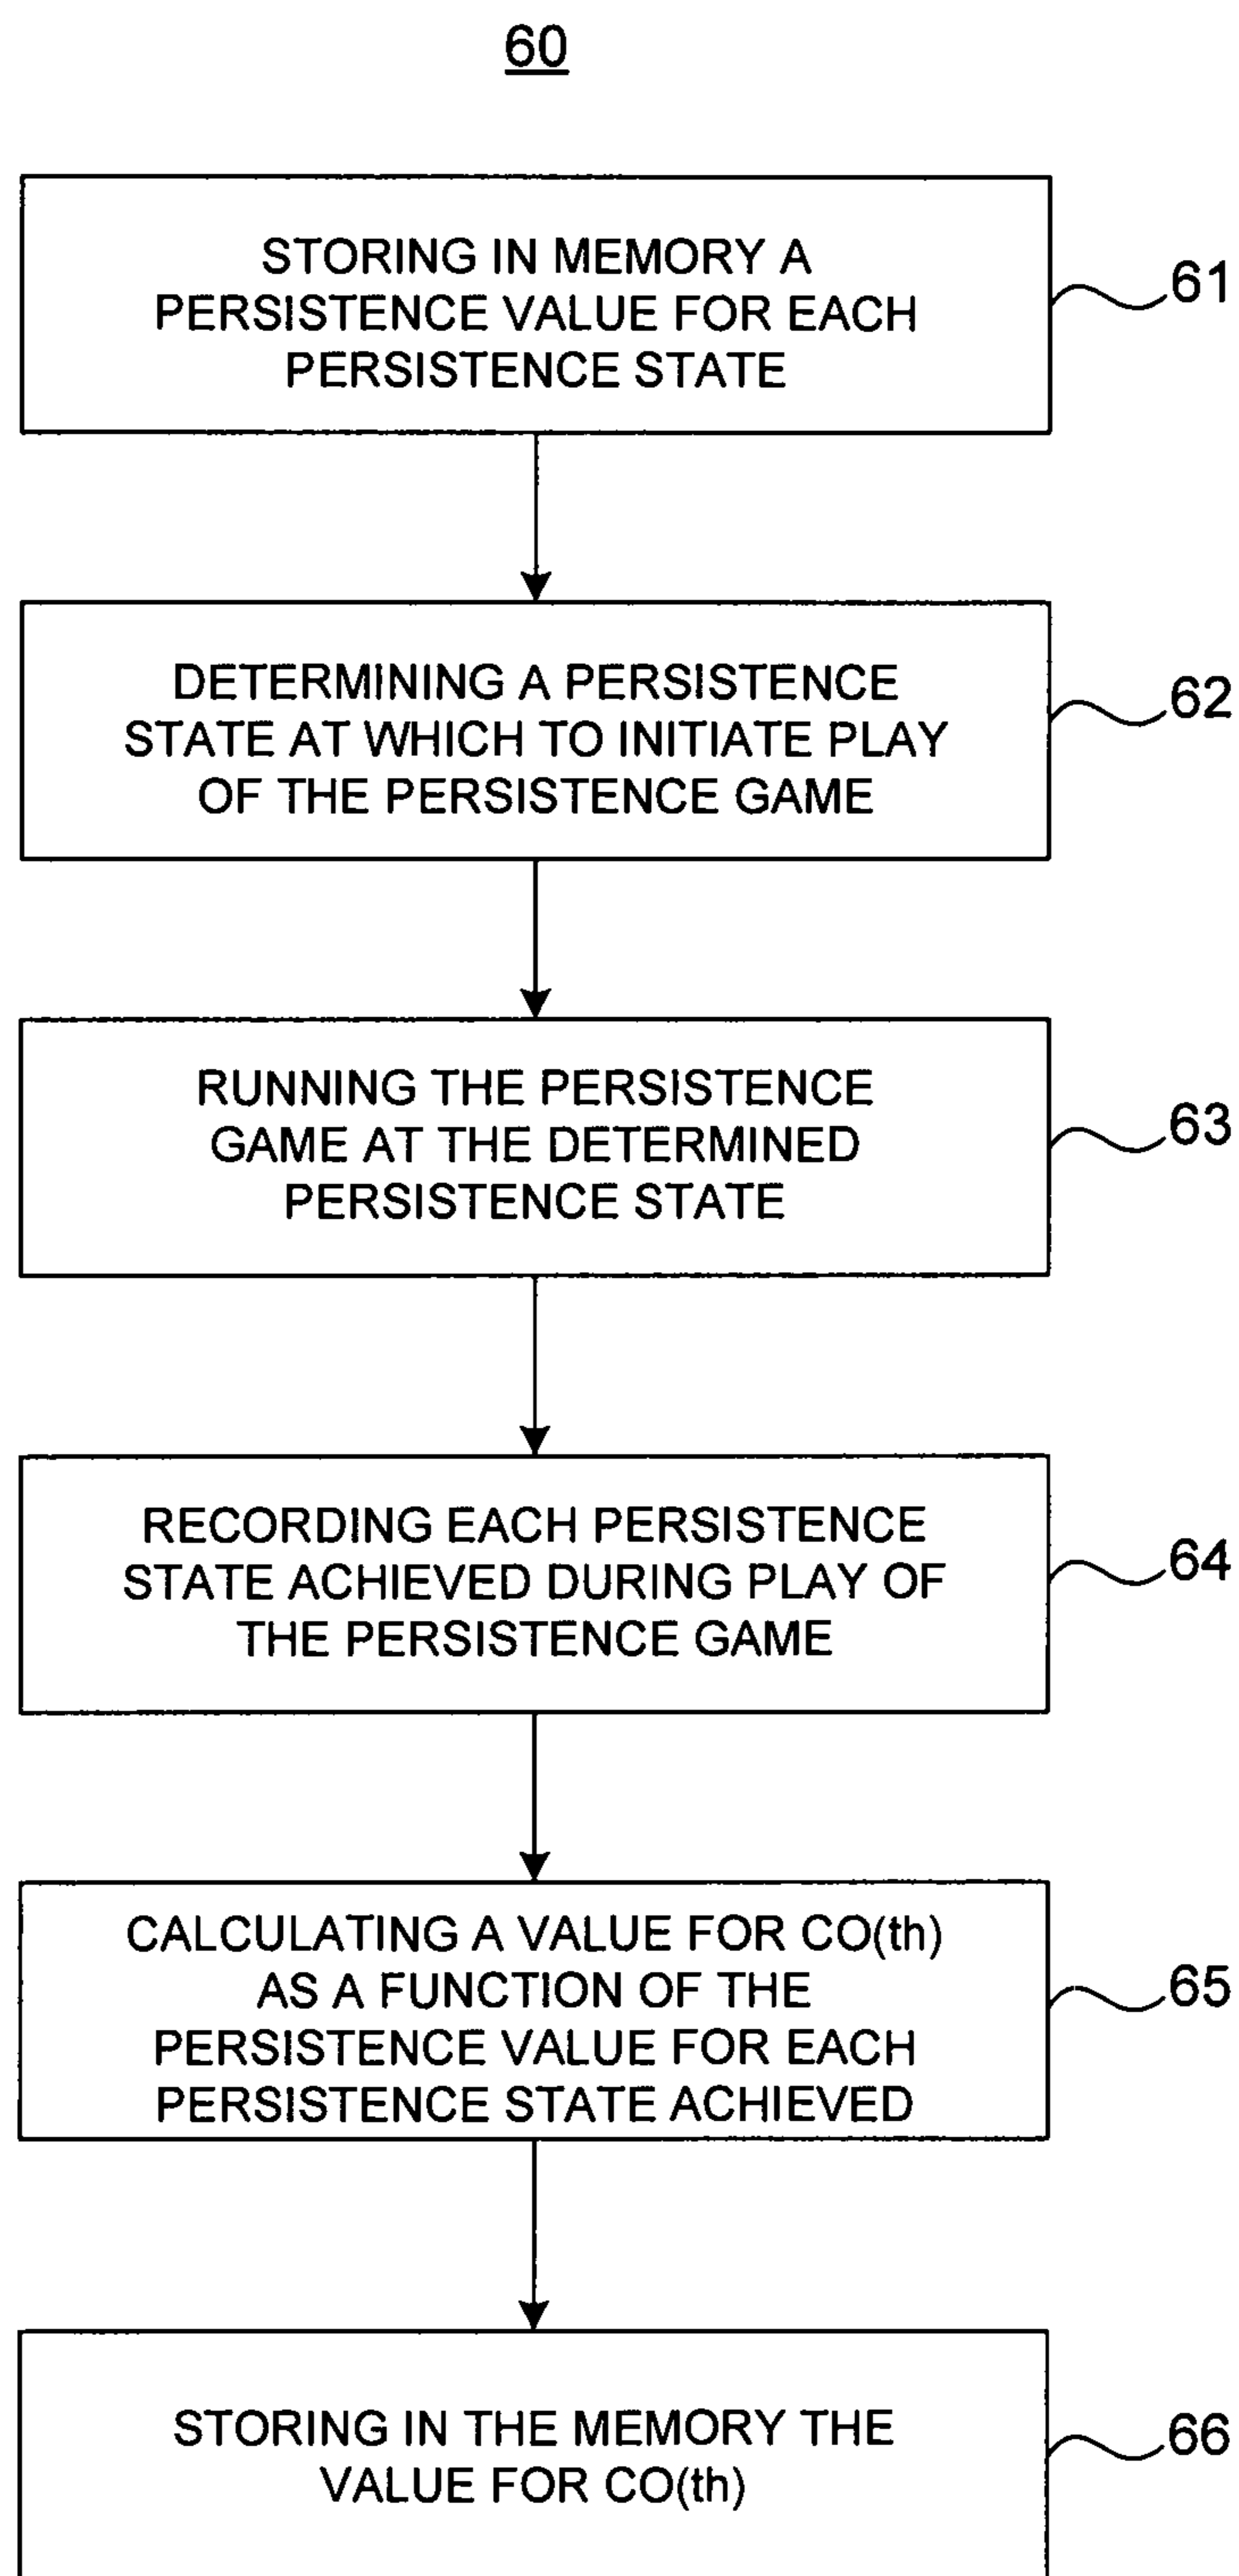 60
STORING IN MEMORY A
PERSISTENCE VALUE FOR EACH
PERSISTENCE STATE
61
DETERMINING A PERSISTENCE
STATE AT WHICH TO INITIATE PLAY
OF THE PERSISTENCE GAME
62
RUNNING THE PERSISTENCE
GAME AT THE DETERMINED
PERSISTENCE STATE
63
RECORDING EACH PERSISTENCE
STATE ACHIEVED DURING PLAY OF
THE PERSISTENCE GAME
64
CALCULATING A VALUE FOR CO(th)
AS A FUNCTION OF THE
PERSISTENCE VALUE FOR EACH
PERSISTENCE STATE ACHIEVED
65
STORING IN THE MEMORY THE
VALUE FOR CO(th)
66